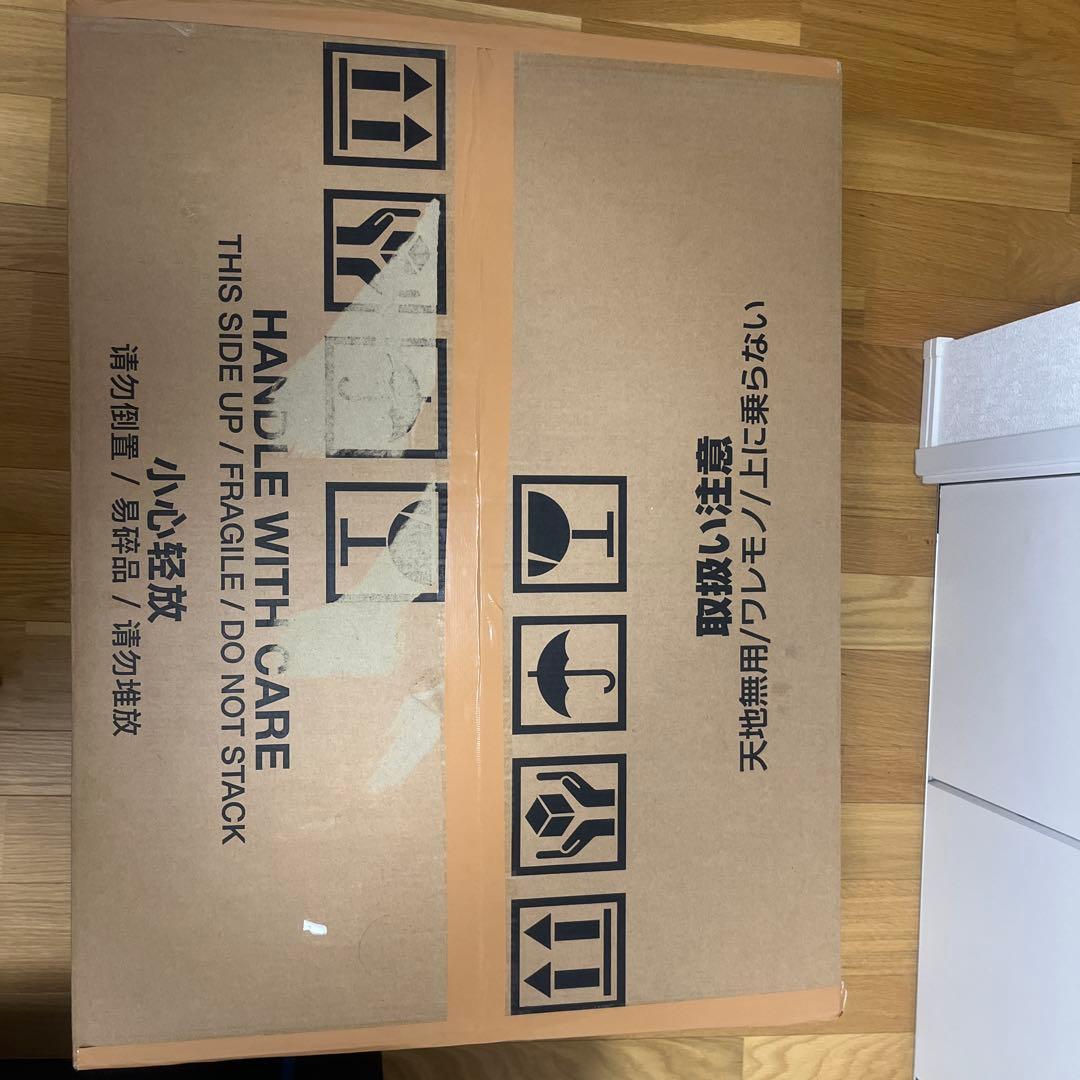 HANDLE WITH CARE
THIS SIDE UP / FRAGILE / DO NOT STACK
小心轻放
请勿倒置 / 易碎品 / 请勿堆放
取扱い注意
天地無用/ワレモノ/上に乗らない